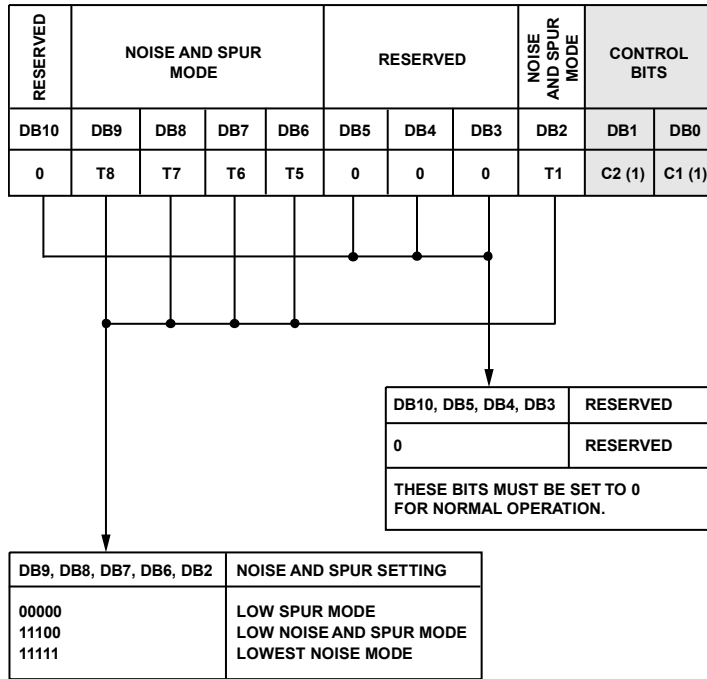 RESERVED
NOISE AND SPUR
MODE
RESERVED
NOISE
AND SPUR
MODE
CONTROL
BITS
DB10 DB9 DB8 DB7 DB6 DB5 DB4 DB3 DB2 DB1 DB0
0 T8 T7 T6 T5 0 0 0 T1 C2 (1) C1 (1)
DB10, DB5, DB4, DB3 RESERVED
0 RESERVED
THESE BITS MUST BE SET TO 0
FOR NORMAL OPERATION.
DB9, DB8, DB7, DB6, DB2 NOISE AND SPUR SETTING
00000 LOW SPUR MODE
11100 LOW NOISE AND SPUR MODE
11111 LOWEST NOISE MODE